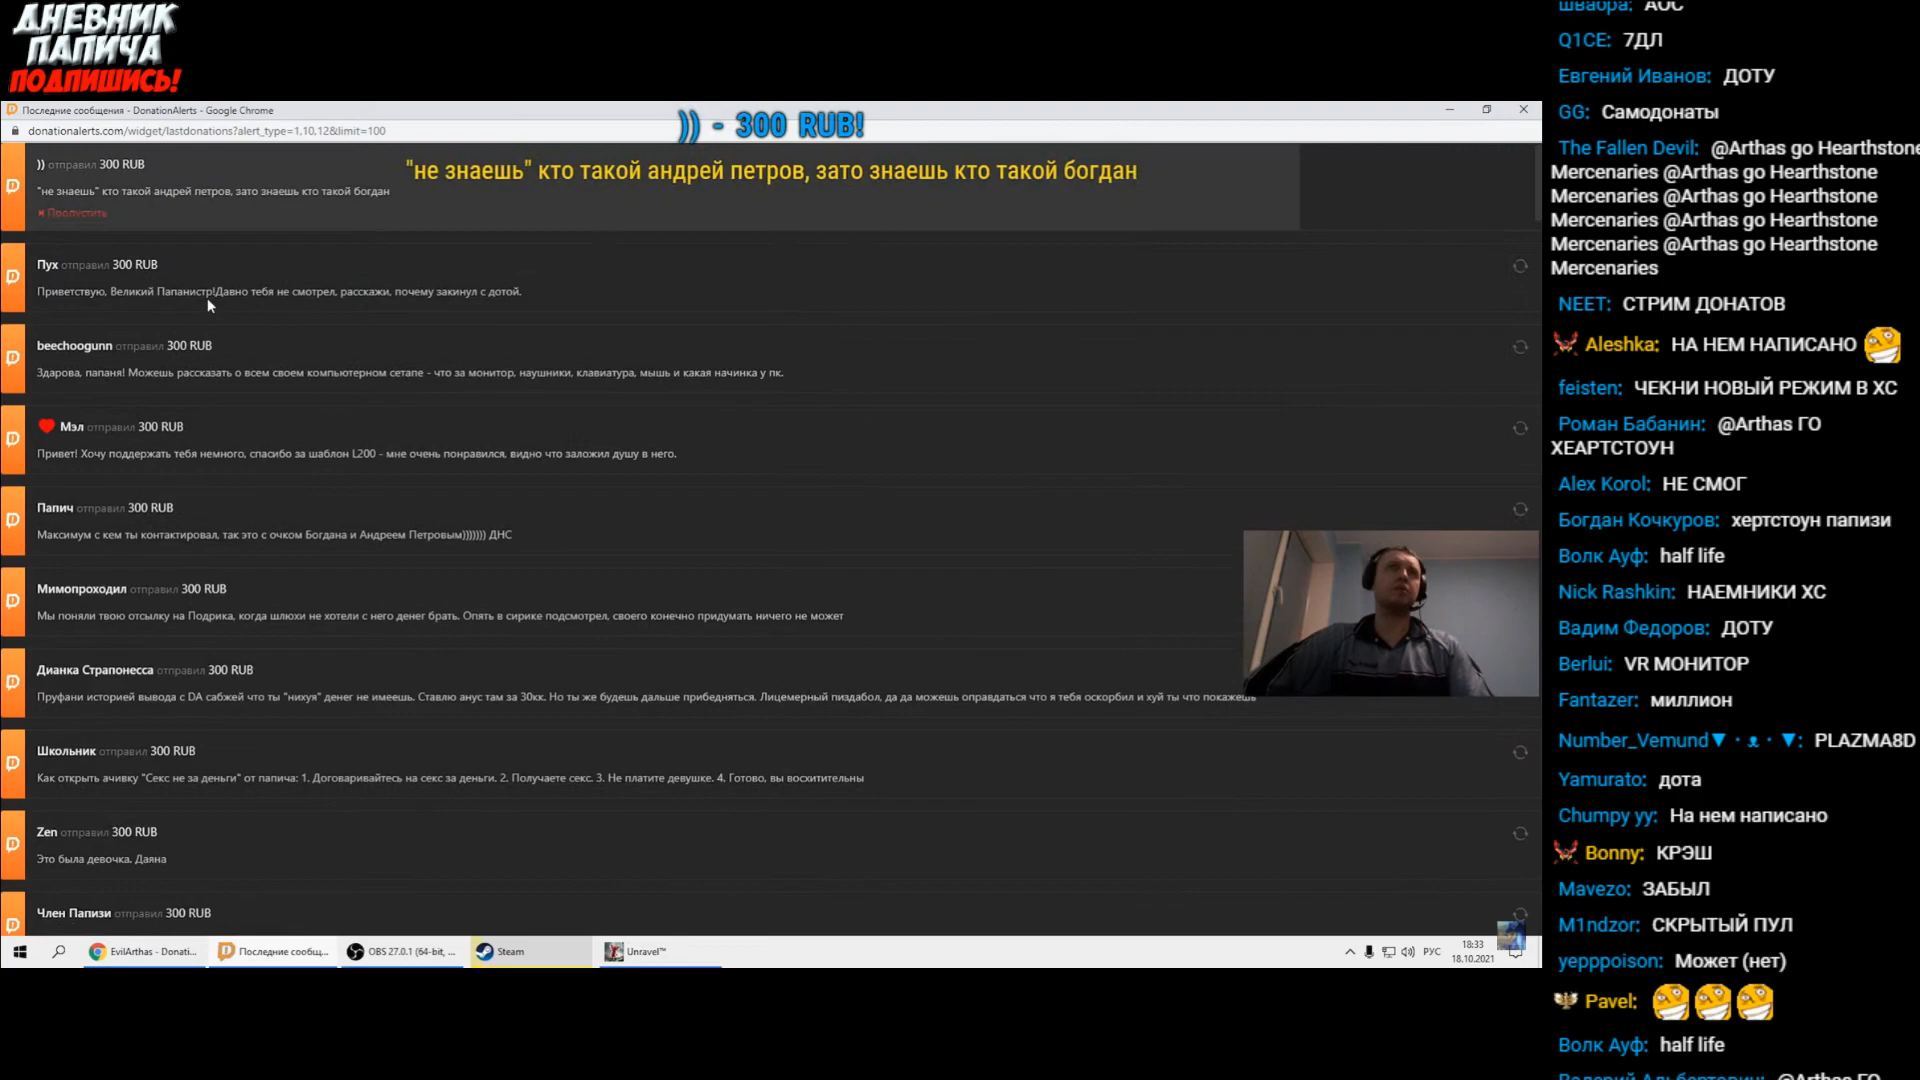 ДНЕВНИК
ПАПИЧА
ПОДПИШИСЬ!
Последние сообщения - DonationAlerts - Google Chrome
donationalerts.com/widget/lastdonations?alert_type=1,10,12&limit=100
)) - 300 RUB!
"не знаешь" кто такой андрей петров, зато знаешь кто такой богдан
)) отправил 300 RUB
"не знаешь" кто такой андрей петров, зато знаешь кто такой богдан
Пропустить
Пух отправил 300 RUB
Приветствую, Великий Папанистр!Давно тебя не смотрел, расскажи, почему закинул с дотой.
beechoogunn отправил 300 RUB
Здарова, папаня! Можешь рассказать о всем своем компьютерном сетапе - что за монитор, наушники, клавиатура, мышь и какая начинка у пк.
Мэл отправил 300 RUB
Привет! Хочу поддержать тебя немного, спасибо за шаблон L200 - мне очень понравился, видно что заложил душу в него.
Папич отправил 300 RUB
Максимум с кем ты контактировал, так это с очком Богдана и Андреем Петровым))))))) ДНС
Мимопроходил отправил 300 RUB
Мы поняли твою отсылку на Подрика, когда шлюхи не хотели с него денег брать. Опять в сирике подсмотрел, своего конечно придумать ничего не может
Дианка Страпонесса отправил 300 RUB
Пруфани историей вывода с DA сабжей что ты "нихуя" денег не имеешь. Ставлю анус там за 30кк. Но ты же будешь дальше прибедняться. Лицемерный пиздабол, да да можешь оправдаться что я тебя оскорбил и хуй ты что покажешь
Школьник отправил 300 RUB
Как открыть ачивку "Секс не за деньги" от папича: 1. Договаривайтесь на секс за деньги. 2. Получаете секс. 3. Не платите девушке. 4. Готово, вы восхитительны
Zen отправил 300 RUB
Это была девочка. Даяна
Член Папизи отправил 300 RUB
EvilArthas - Donati...
Последние сообщ...
OBS 27.0.1 (64-bit, ...
Steam
Unravel™
РУС
18:33
18.10.2021
швабра: АОС
Q1CE: 7ДЛ
Евгений Иванов: ДОТУ
GG: Самодонаты
The Fallen Devil: @Arthas go Hearthstone
Mercenaries @Arthas go Hearthstone
Mercenaries @Arthas go Hearthstone
Mercenaries @Arthas go Hearthstone
Mercenaries @Arthas go Hearthstone
Mercenaries
NEET: СТРИМ ДОНАТОВ
Aleshka: НА НЕМ НАПИСАНО
feisten: ЧЕКНИ НОВЫЙ РЕЖИМ В ХС
Роман Бабанин: @Arthas ГО
ХЕАРТСТОУН
Alex Korol: НЕ СМОГ
Богдан Кочкуров: хертстоун папизи
Волк Ауф: half life
Nick Rashkin: НАЕМНИКИ ХС
Вадим Федоров: ДОТУ
Berlui: VR МОНИТОР
Fantazer: миллион
Number_Vemund▼・ᴥ・▼: PLAZMA8D
Yamurato: дота
Chumpy yy: На нем написано
Bonny: КРЭШ
Mavezo: ЗАБЫЛ
M1ndzor: СКРЫТЫЙ ПУЛ
yepppoison: Может (нет)
Pavel:
Волк Ауф: half life